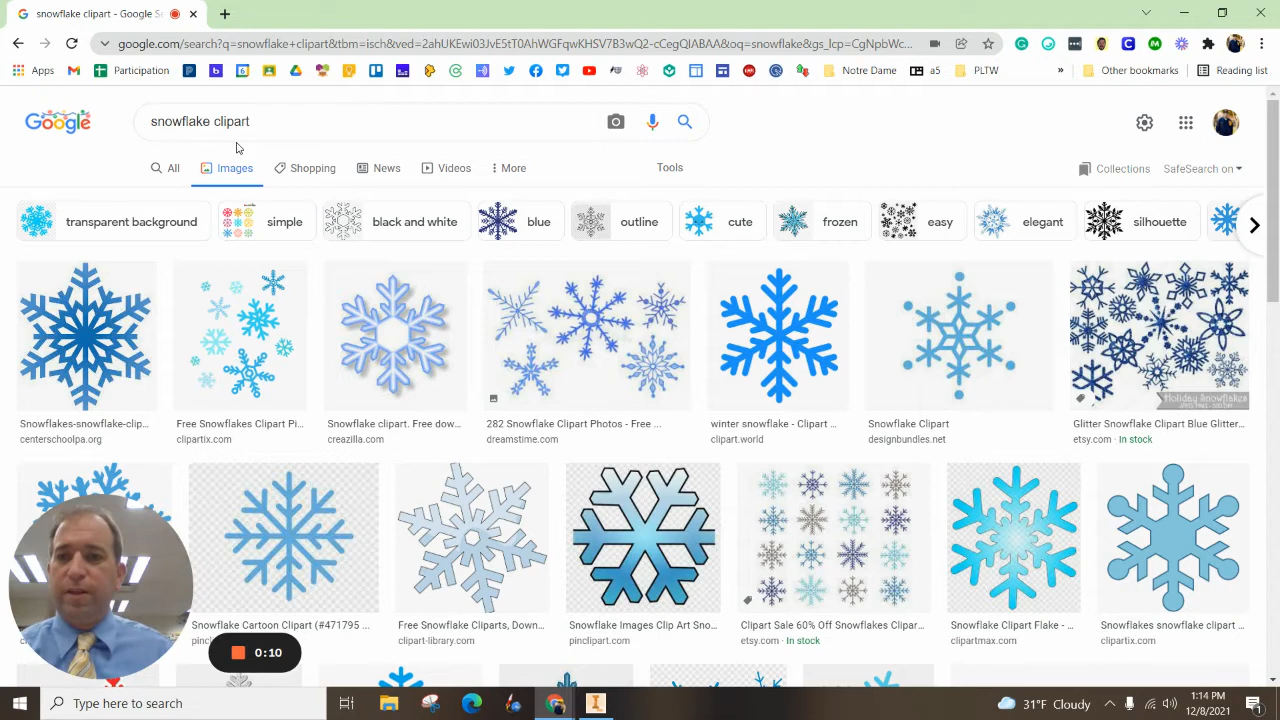 snowflake clipart - Google S
google.com/search?q=snowflake+clipart&tbm=isch&ved=2ahUKEwiJ3JvE5T0AhWGFqwKHSV7B3wQ2-cCegQIABAA&oq=snowflake&gs_lcp=CgNpbWc...
Apps
Participation
Notre Dame
a5
PLTW
»
Other bookmarks
Reading list
Google
snowflake clipart
All
Images
Shopping
News
Videos
More
Tools
Collections
SafeSearch on
transparent background
simple
black and white
blue
outline
cute
frozen
easy
elegant
silhouette
Holiday Snowflakes
Snowflakes-snowflake-clip...
centerschoolpa.org
Free Snowflakes Clipart Pi...
clipartix.com
Snowflake clipart. Free dow...
creazilla.com
282 Snowflake Clipart Photos - Free ...
dreamstime.com
winter snowflake - Clipart ...
clipart.world
Snowflake Clipart
designbundles.net
Glitter Snowflake Clipart Blue Glitter...
etsy.com · In stock
Snowflake Cartoon Clipart (#471795 ...
Free Snowflake Cliparts, Down...
clipart-library.com
Snowflake Images Clip Art Sno...
pinclipart.com
Clipart Sale 60% Off Snowflakes Clipar...
etsy.com · In stock
Snowflake Clipart Flake - ...
clipartmax.com
Snowflakes snowflake clipart ...
clipartix.com
0:10
Type here to search
31°F Cloudy
1:14 PM
12/8/2021